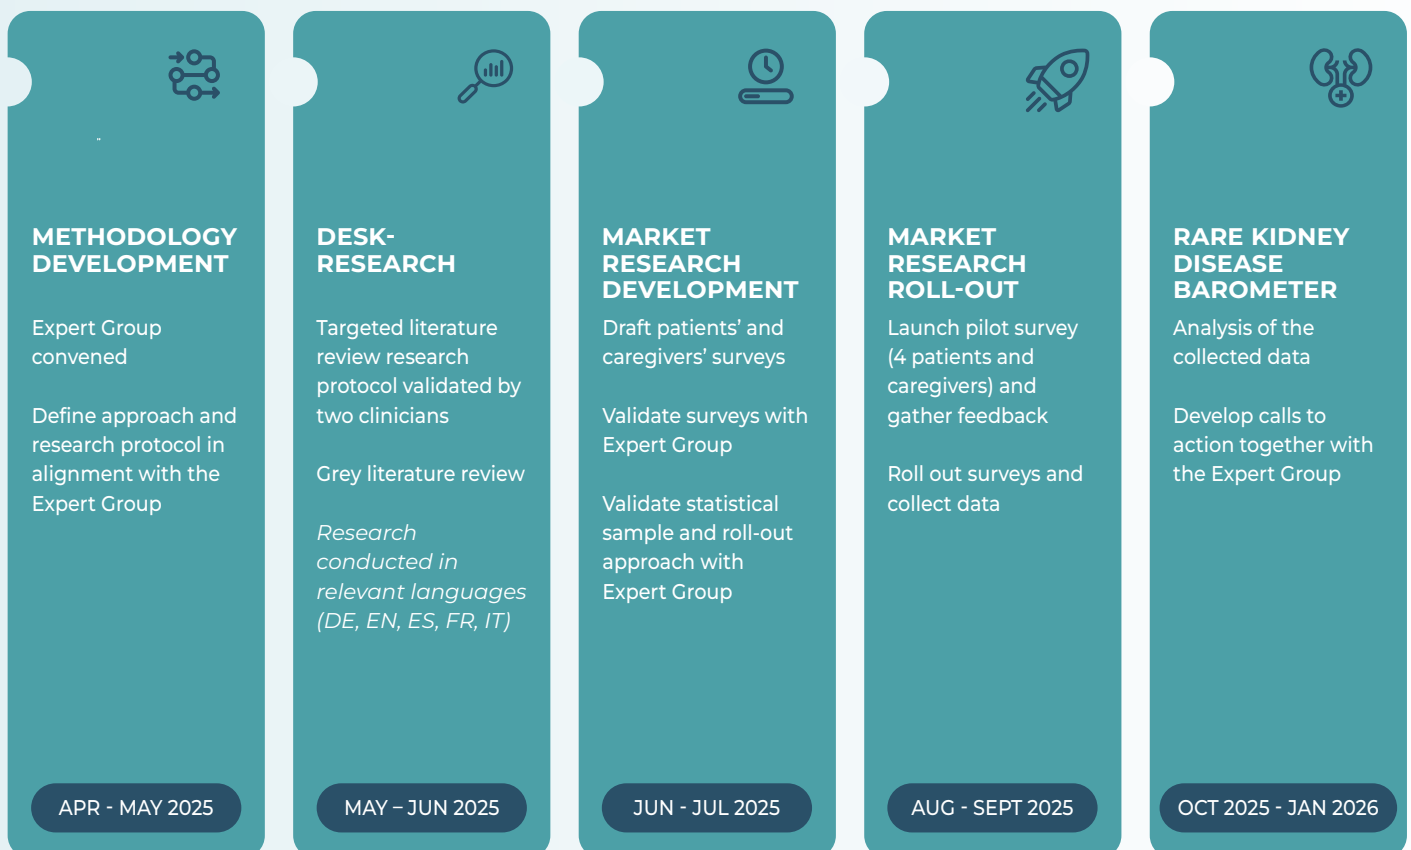 METHODOLOGY
DEVELOPMENT
Expert Group
convened
Define approach and
research protocol in
alignment with the
Expert Group
APR - MAY 2025
DESK-
RESEARCH
Targeted literature
review research
protocol validated by
two clinicians
Grey literature review
Research
conducted in
relevant languages
(DE, EN, ES, FR, IT)
MAY – JUN 2025
MARKET
RESEARCH
DEVELOPMENT
Draft patients’ and
caregivers’ surveys
Validate surveys with
Expert Group
Validate statistical
sample and roll-out
approach with
Expert Group
JUN - JUL 2025
MARKET
RESEARCH
ROLL-OUT
Launch pilot survey
(4 patients and
caregivers) and
gather feedback
Roll out surveys and
collect data
AUG - SEPT 2025
RARE KIDNEY
DISEASE
BAROMETER
Analysis of the
collected data
Develop calls to
action together with
the Expert Group
OCT 2025 - JAN 2026